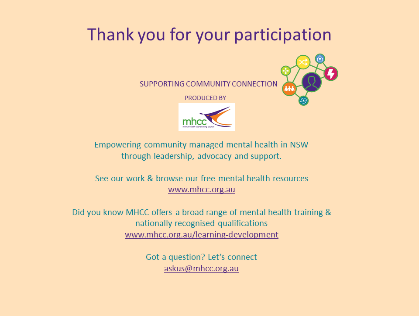 Thank you for your participation
SUPPORTING COMMUNITY CONNECTION
PRODUCED BY
mhcc
Empowering community managed mental health in NSW
through leadership, advocacy and support.
See our work & browse our free mental health resources
www.mhcc.org.au
Did you know MHCC offers a broad range of mental health training &
nationally recognised qualifications
www.mhcc.org.au/learning-development
Got a question? Let's connect
askus@mhcc.org.au